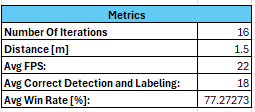 Metrics
Number Of Iterations 16
Distance [m] 1.5
Avg FPS: 22
Avg Correct Detection and Labeling: 18
Avg Win Rate [%]: 77.27273